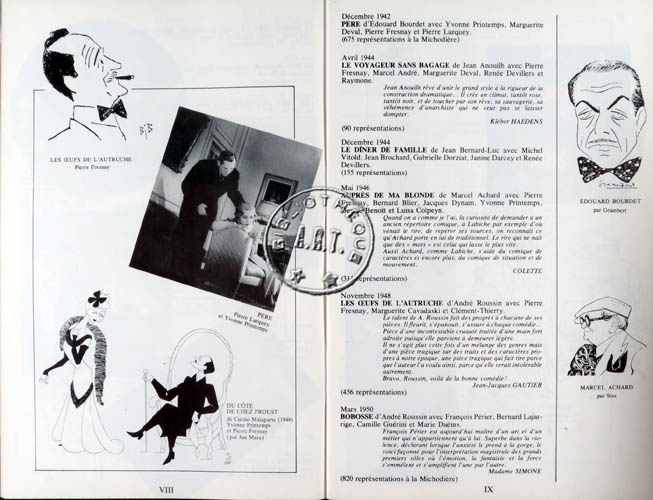 LES ŒUFS DE L'AUTRUCHE
Pierre Fresnay
PÈRE
Pierre Larquey
et Yvonne Printemps
DU CÔTÉ
DE CHEZ PROUST
de Curzio Malaparte (1948)
Yvonne Printemps
et Pierre Fresnay
(par Jan Mara)
VIII
Décembre 1942
PÈRE d'Édouard Bourdet avec Yvonne Printemps, Marguerite
Deval, Pierre Fresnay et Pierre Larquey.
(675 représentations à la Michodière)
Avril 1944
LE VOYAGEUR SANS BAGAGE de Jean Anouilh avec Pierre
Fresnay, Marcel André, Marguerite Deval, Renée Devillers et
Raymone.
Jean Anouilh rêve d'unir le grand style à la rigueur de la
construction dramatique... Il crée un climat, tantôt rose,
tantôt noir, et de toucher par son rêve, sa sauvagerie, sa
véhémence d'anarchiste qui ne veut pas se laisser
dompter.
Kléber HAEDENS
(90 représentations)
Décembre 1944
LE DÎNER DE FAMILLE de Jean Bernard-Luc avec Michel
Vitold, Jean Brochard, Gabrielle Dorziat, Janine Darcey et Renée
Devillers.
(155 représentations)
Mai 1946
AUPRÈS DE MA BLONDE de Marcel Achard avec Pierre
Fresnay, Bernard Blier, Jacques Dynam, Yvonne Printemps,
Benoit et Luisa Colpeyn.
Quand on a comme je l'ai, la curiosité de demander à un
ancien répertoire comique, à Labiche par exemple d'où
venait le rire, de repérer ses sources, on reconnaît ce
qu'Achard porte en lui de traditionnel. Le rire qui ne naît
que des « mots » est celui qui lasse le plus vite.
Aussi Achard, comme Labiche, s'aide du comique de
caractères et encore plus, du comique de situation et de
mouvement.
COLETTE
représentations)
Novembre 1948
LES ŒUFS DE L'AUTRUCHE d'André Roussin avec Pierre
Fresnay, Marguerite Cavadaski et Clément-Thierry.
Le talent de A. Roussin fait des progrès à chacune de ses
pièces. Il fleurit, s'épanouit, s'assure à chaque comédie...
Pièce d'une incontestable cruauté traitée d'une main fort
adroite puisqu'elle parvient à demeurer légère.
Il ne s'agit plus cette fois d'un mélange des genres mais
d'une pièce tragique sur des traits et des caractères pro-
pres à notre époque, une pièce tragique qui fait rire parce
que l'auteur l'a voulu ainsi, parce qu'elle serait intolérable
autrement.
Bravo, Roussin, voilà de la bonne comédie!
Jean-Jacques GAUTIER
(456 représentations)
Mars 1950
BOBOSSE d'André Roussin avec François Périer, Bernard Lajar-
rige, Camille Guérini et Marie Daëms.
François Périer est aujourd'hui maître d'un art et d'un
métier qui n'appartiennent qu'à lui. Superbe dans la vio-
lence, déchirant lorsque l'anxiété le prend à la gorge, le
voici façonné pour l'interprétation magistrale des grands
premiers rôles où l'émotion, la fantaisie et la force
s'emmêlent et s'amplifient l'une par l'autre.
Madame SIMONE
(820 représentations à la Michodière)
ÉDOUARD BOURDET
par Grambert
MARCEL ACHARD
par Siss
IX
BIBLIOTHÈQUE
A.R.T.